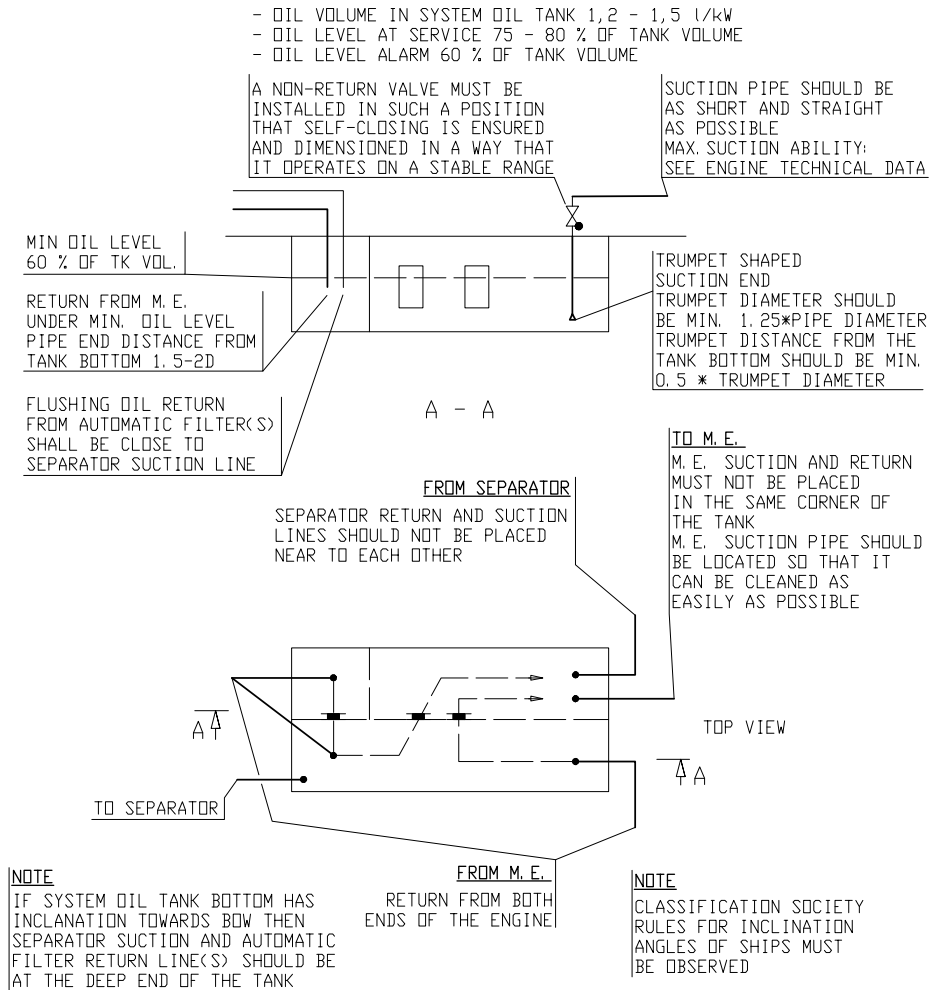 - OIL VOLUME IN SYSTEM OIL TANK 1,2 - 1,5 l/kW
- OIL LEVEL AT SERVICE 75 - 80 % OF TANK VOLUME
- OIL LEVEL ALARM 60 % OF TANK VOLUME
A NON-RETURN VALVE MUST BE
INSTALLED IN SUCH A POSITION
THAT SELF-CLOSING IS ENSURED
AND DIMENSIONED IN A WAY THAT
IT OPERATES ON A STABLE RANGE
SUCTION PIPE SHOULD BE
AS SHORT AND STRAIGHT
AS POSSIBLE
MAX. SUCTION ABILITY:
SEE ENGINE TECHNICAL DATA
MIN OIL LEVEL
60 % OF TK VOL.
RETURN FROM M.E.
UNDER MIN. OIL LEVEL
PIPE END DISTANCE FROM
TANK BOTTOM 1.5-2D
FLUSHING OIL RETURN
FROM AUTOMATIC FILTER(S)
SHALL BE CLOSE TO
SEPARATOR SUCTION LINE
TRUMPET SHAPED
SUCTION END
TRUMPET DIAMETER SHOULD
BE MIN. 1.25*PIPE DIAMETER
TRUMPET DISTANCE FROM THE
TANK BOTTOM SHOULD BE MIN.
0.5 * TRUMPET DIAMETER
A - A
FROM SEPARATOR
SEPARATOR RETURN AND SUCTION
LINES SHOULD NOT BE PLACED
NEAR TO EACH OTHER
TO M.E.
M.E. SUCTION AND RETURN
MUST NOT BE PLACED
IN THE SAME CORNER OF
THE TANK
M.E. SUCTION PIPE SHOULD
BE LOCATED SO THAT IT
CAN BE CLEANED AS
EASILY AS POSSIBLE
A
TOP VIEW
A
TO SEPARATOR
FROM M.E.
RETURN FROM BOTH
ENDS OF THE ENGINE
NOTE
IF SYSTEM OIL TANK BOTTOM HAS
INCLANATION TOWARDS BOW THEN
SEPARATOR SUCTION AND AUTOMATIC
FILTER RETURN LINE(S) SHOULD BE
AT THE DEEP END OF THE TANK
NOTE
CLASSIFICATION SOCIETY
RULES FOR INCLINATION
ANGLES OF SHIPS MUST
BE OBSERVED